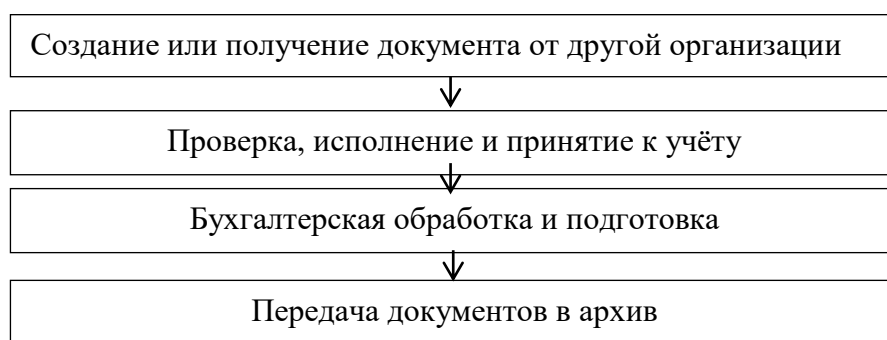 Создание или получение документа от другой организации
Проверка, исполнение и принятие к учёту
Бухгалтерская обработка и подготовка
Передача документов в архив